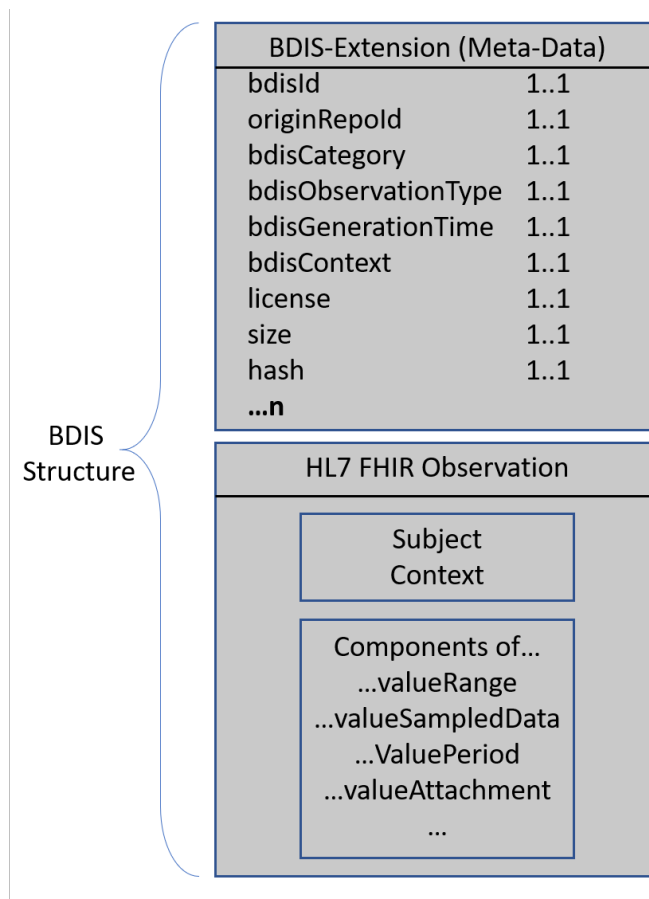 BDIS-Extension (Meta-Data)
bdisId 1..1
originRepoId 1..1
bdisCategory 1..1
bdisObservationType 1..1
bdisGenerationTime 1..1
bdisContext 1..1
license 1..1
size 1..1
hash 1..1
...n
BDIS
Structure
HL7 FHIR Observation
Subject
Context
Components of...
...valueRange
...valueSampledData
...ValuePeriod
...valueAttachment
...